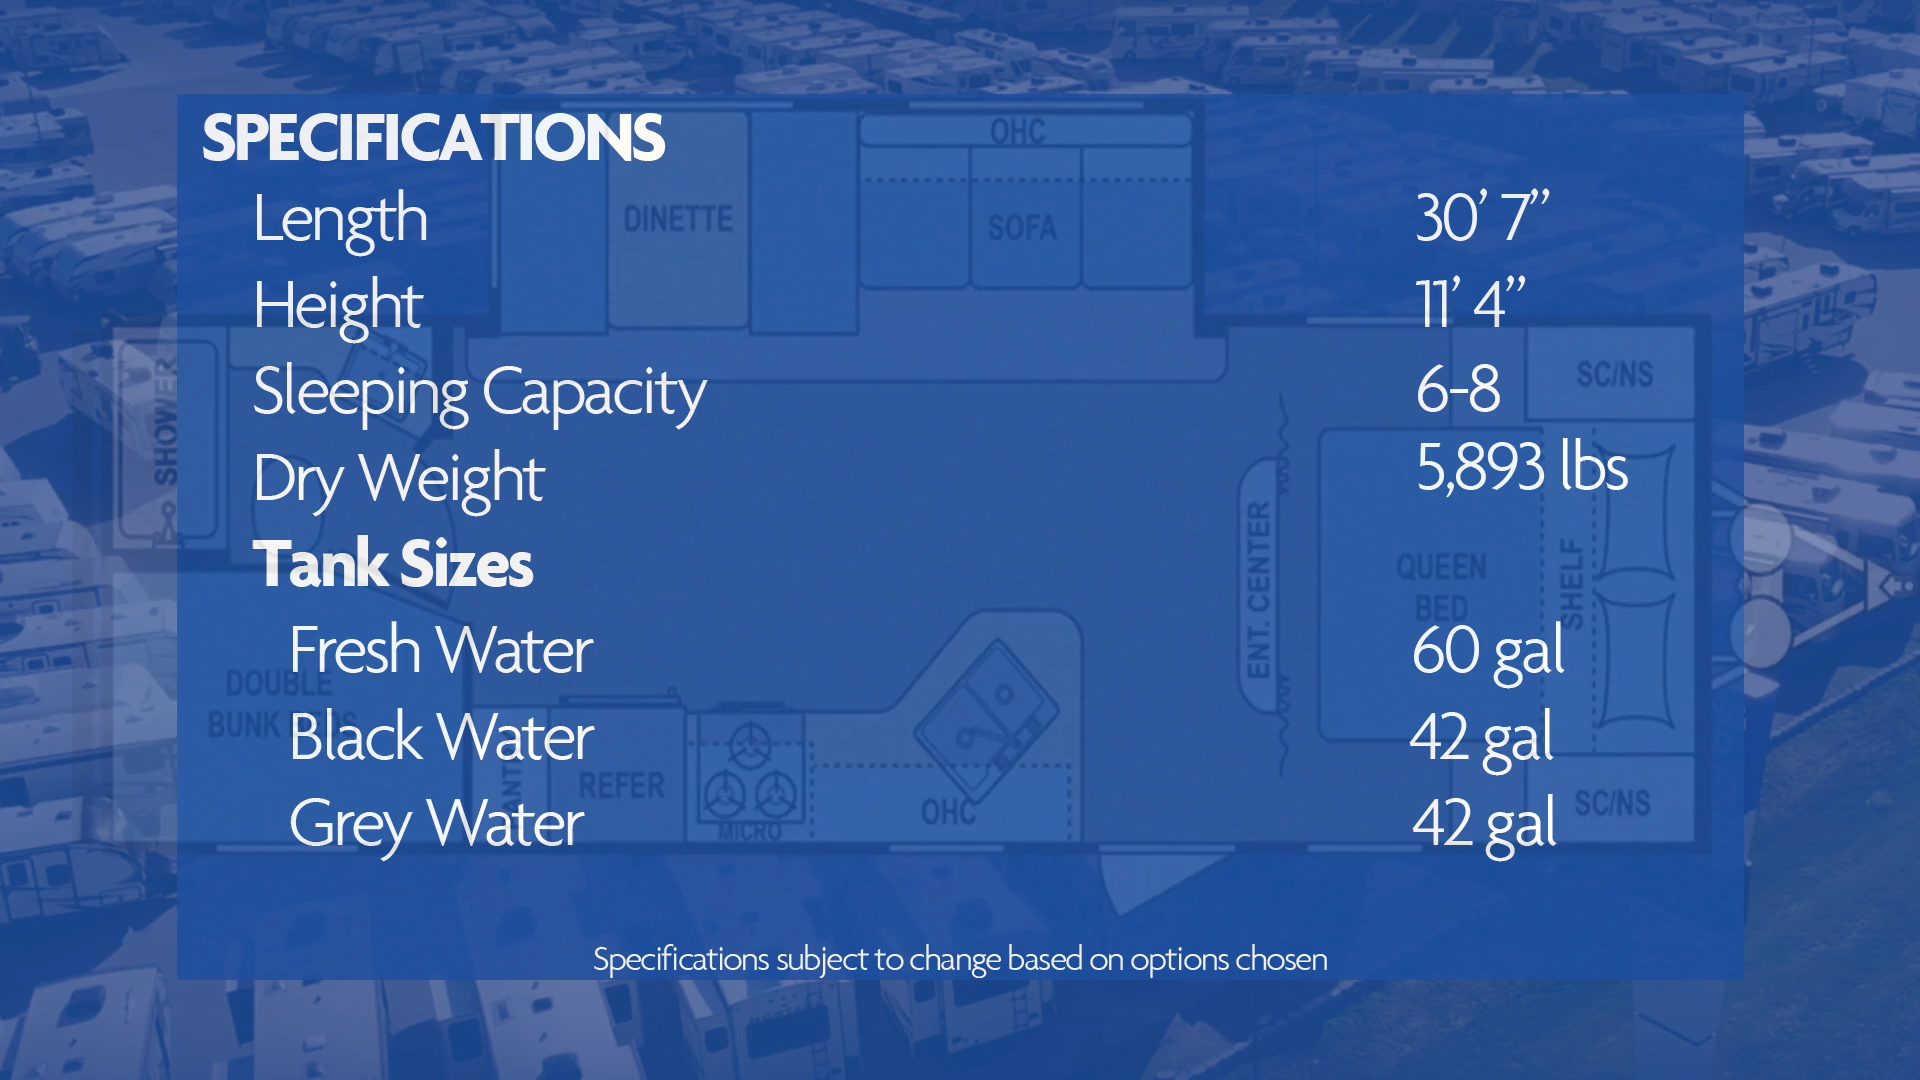 SPECIFICATIONS
Length 30’ 7”
Height 11’ 4”
Sleeping Capacity 6-8
Dry Weight 5,893 lbs
Tank Sizes
Fresh Water 60 gal
Black Water 42 gal
Grey Water 42 gal
Specifications subject to change based on options chosen
OHC
DINETTE
SOFA
SHOWER
SC/NS
ENT. CENTER
QUEEN
BED
SHELF
DOUBLE
BUNK BEDS
REFER
MICRO
OHC
SC/NS